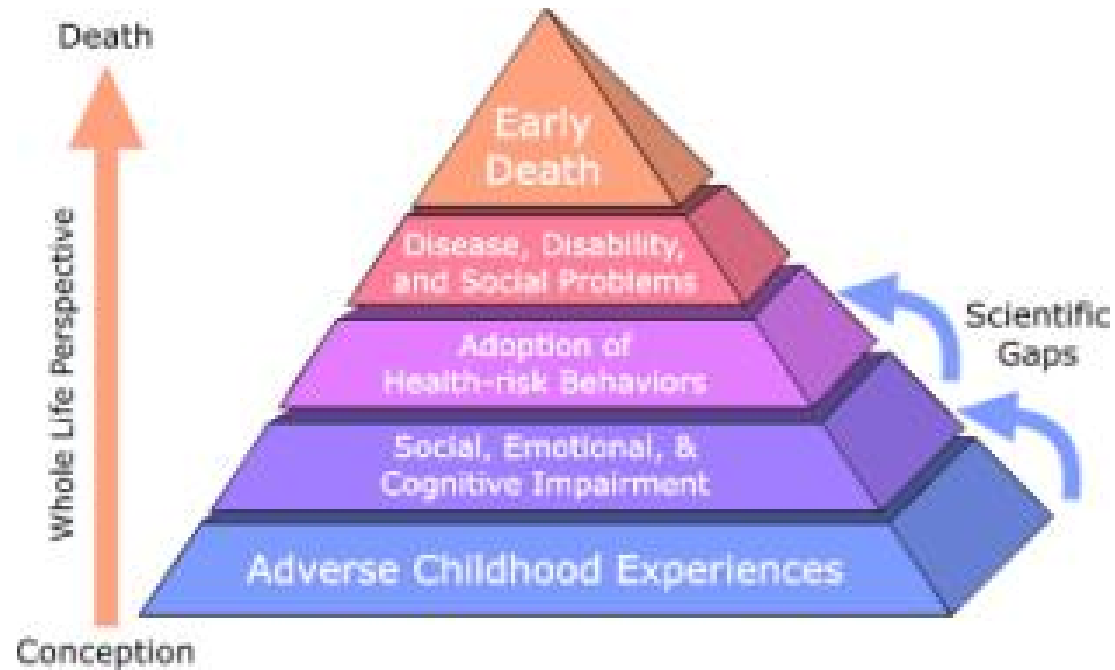 Death
Early
Death
Disease, Disability,
and Social Problems
Adoption of
Health-risk Behaviors
Social, Emotional, &
Cognitive Impairment
Adverse Childhood Experiences
Whole Life Perspective
Scientific
Gaps
Conception